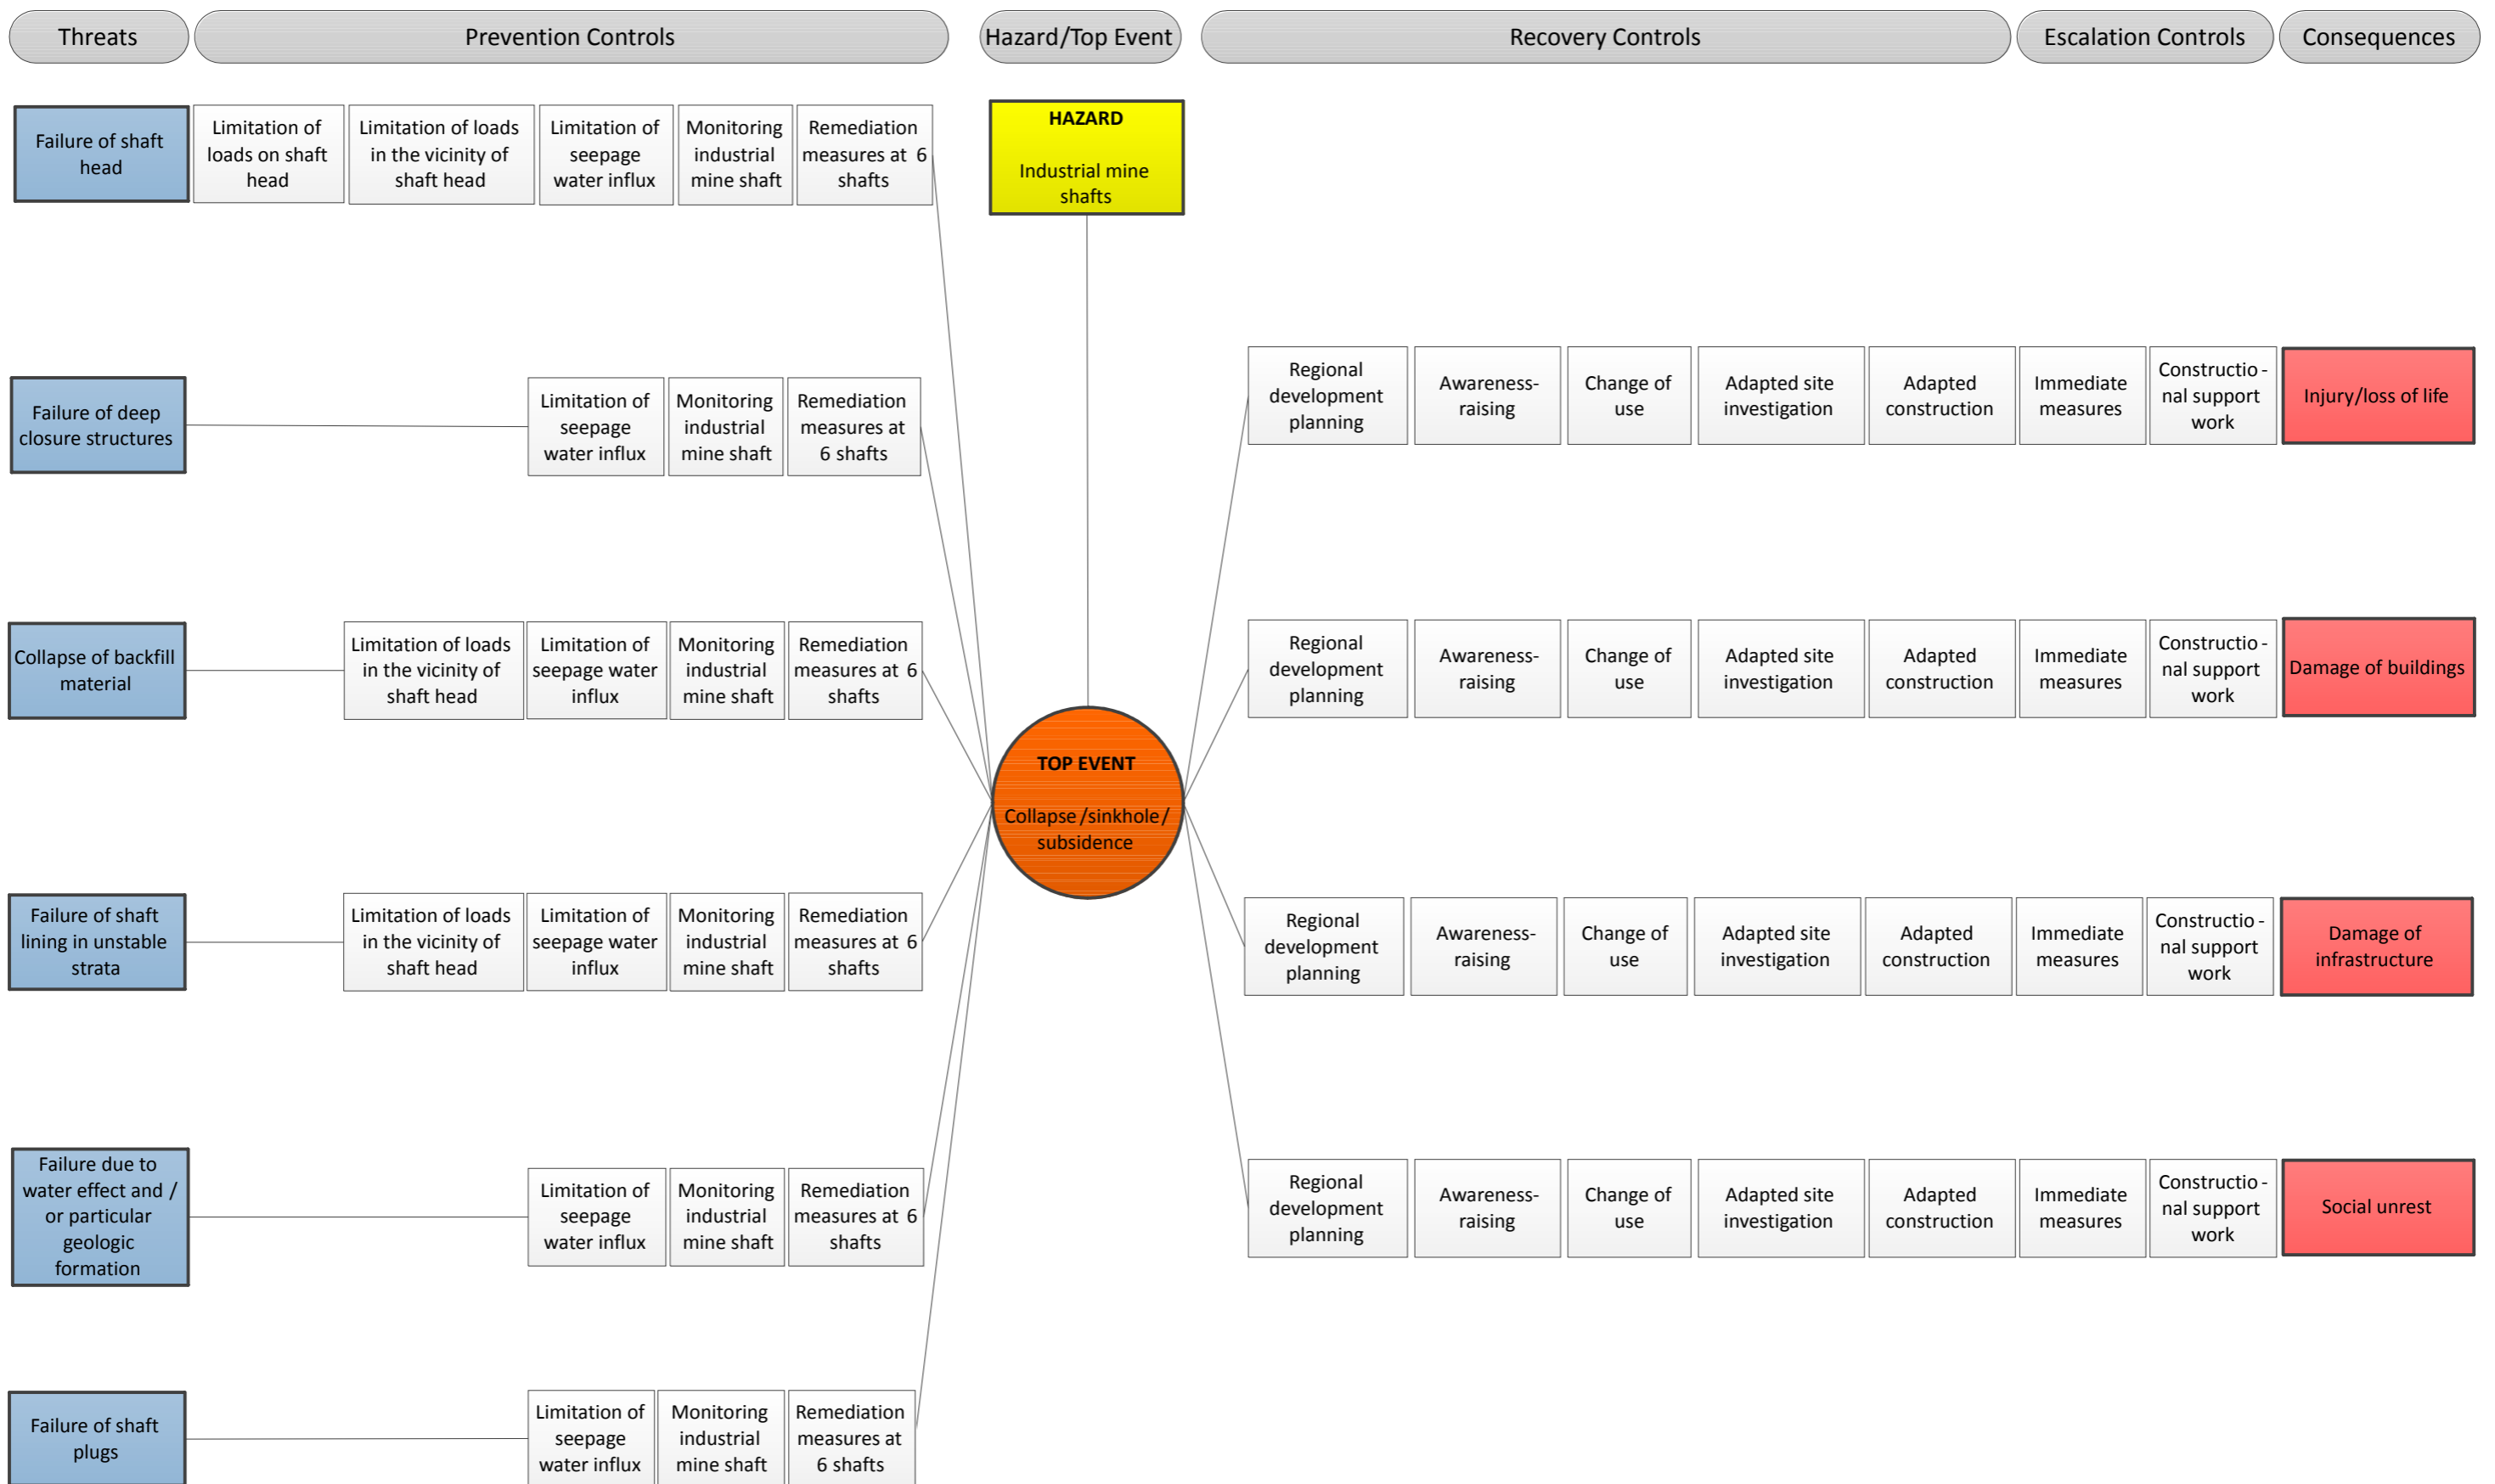 Threats
Prevention Controls
Hazard/Top Event
Recovery Controls
Escalation Controls
Consequences
Failure of shaft
head
Limitation of
loads on shaft
head
Limitation of loads
in the vicinity of
shaft head
Limitation of
seepage
water influx
Monitoring
industrial
mine shaft
Remediation
measures at 6
shafts
HAZARD
Industrial mine
shafts
Failure of deep
closure structures
Limitation of
seepage
water influx
Monitoring
industrial
mine shaft
Remediation
measures at
6 shafts
Regional
development
planning
Awareness-
raising
Change of
use
Adapted site
investigation
Adapted
construction
Immediate
measures
Constructio-
nal support
work
Injury/loss of life
Collapse of backfill
material
Limitation of loads
in the vicinity of
shaft head
Limitation of
seepage water
influx
Monitoring
industrial
mine shaft
Remediation
measures at 6
shafts
Regional
development
planning
Awareness-
raising
Change of
use
Adapted site
investigation
Adapted
construction
Immediate
measures
Constructio-
nal support
work
Damage of buildings
TOP EVENT
Collapse/sinkhole/
subsidence
Failure of shaft
lining in unstable
strata
Limitation of loads
in the vicinity of
shaft head
Limitation of
seepage water
influx
Monitoring
industrial
mine shaft
Remediation
measures at 6
shafts
Regional
development
planning
Awareness-
raising
Change of
use
Adapted site
investigation
Adapted
construction
Immediate
measures
Constructio-
nal support
work
Damage of
infrastructure
Failure due to
water effect and /
or particular
geologic
formation
Limitation of
seepage
water influx
Monitoring
industrial
mine shaft
Remediation
measures at 6
shafts
Regional
development
planning
Awareness-
raising
Change of
use
Adapted site
investigation
Adapted
construction
Immediate
measures
Constructio-
nal support
work
Social unrest
Failure of shaft
plugs
Limitation of
seepage
water influx
Monitoring
industrial
mine shaft
Remediation
measures at
6 shafts